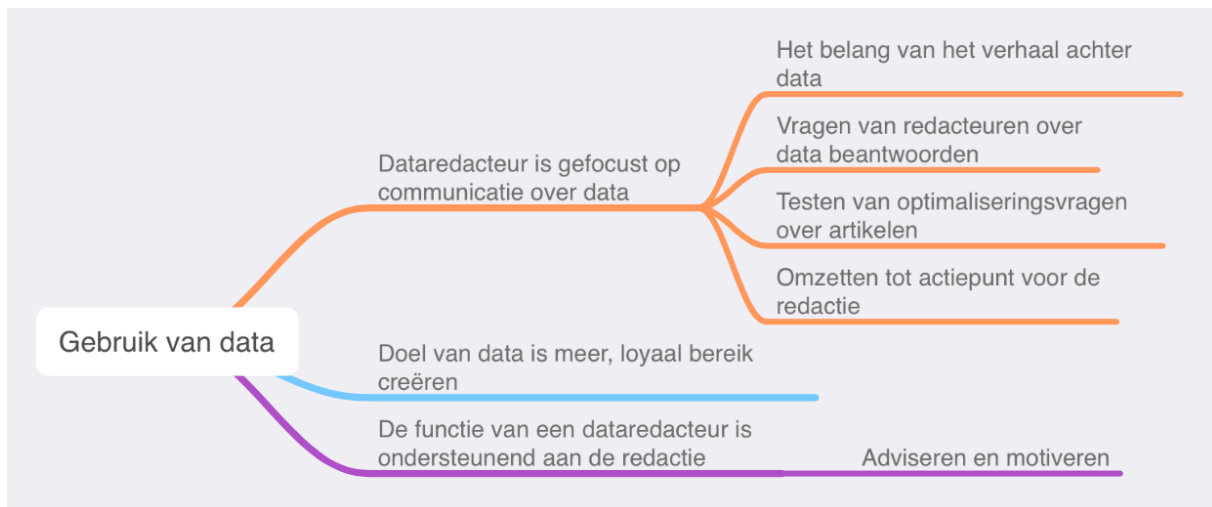 Gebruik van data
Dataredacteur is gefocust op
communicatie over data
Het belang van het verhaal achter
data
Vragen van redacteuren over
data beantwoorden
Testen van optimaliseringsvragen
over artikelen
Omzetten tot actiepunt voor de
redactie
Doel van data is meer, loyaal bereik
creëren
De functie van een dataredacteur is
ondersteunend aan de redactie
Adviseren en motiveren